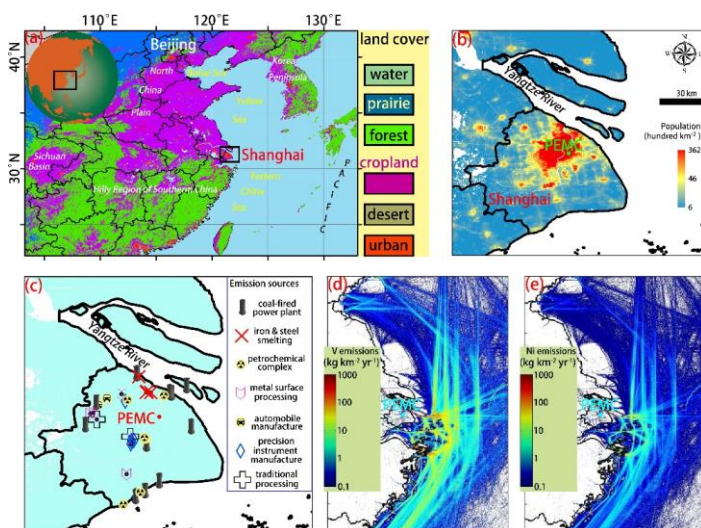 110°E 120°E 130°E
(a)
Beijing
40°N
30°N
North
China
Plain
Korea
Peninsula
Yellow
Sea
Sichuan
Basin
Shanghai
Hilly Region of Southern China
Eastern
China
Sea
PACIFIC
land cover
water
prairie
forest
cropland
desert
urban
(b)
Yangtze River
30 km
Population
(hundred km⁻²)
362
46
6
PEMC
Shanghai
(c)
Yangtze River
PEMC
Emission sources
coal-fired
power plant
iron & steel
smelting
petrochemical
complex
metal surface
processing
automobile
manufacture
precision
instrument
manufacture
traditional
processing
(d)
V emissions
(kg km⁻² yr⁻¹)
1000
100
10
1
0.1
PEMC
(e)
Ni emissions
(kg km⁻² yr⁻¹)
1000
100
10
1
0.1
PEMC